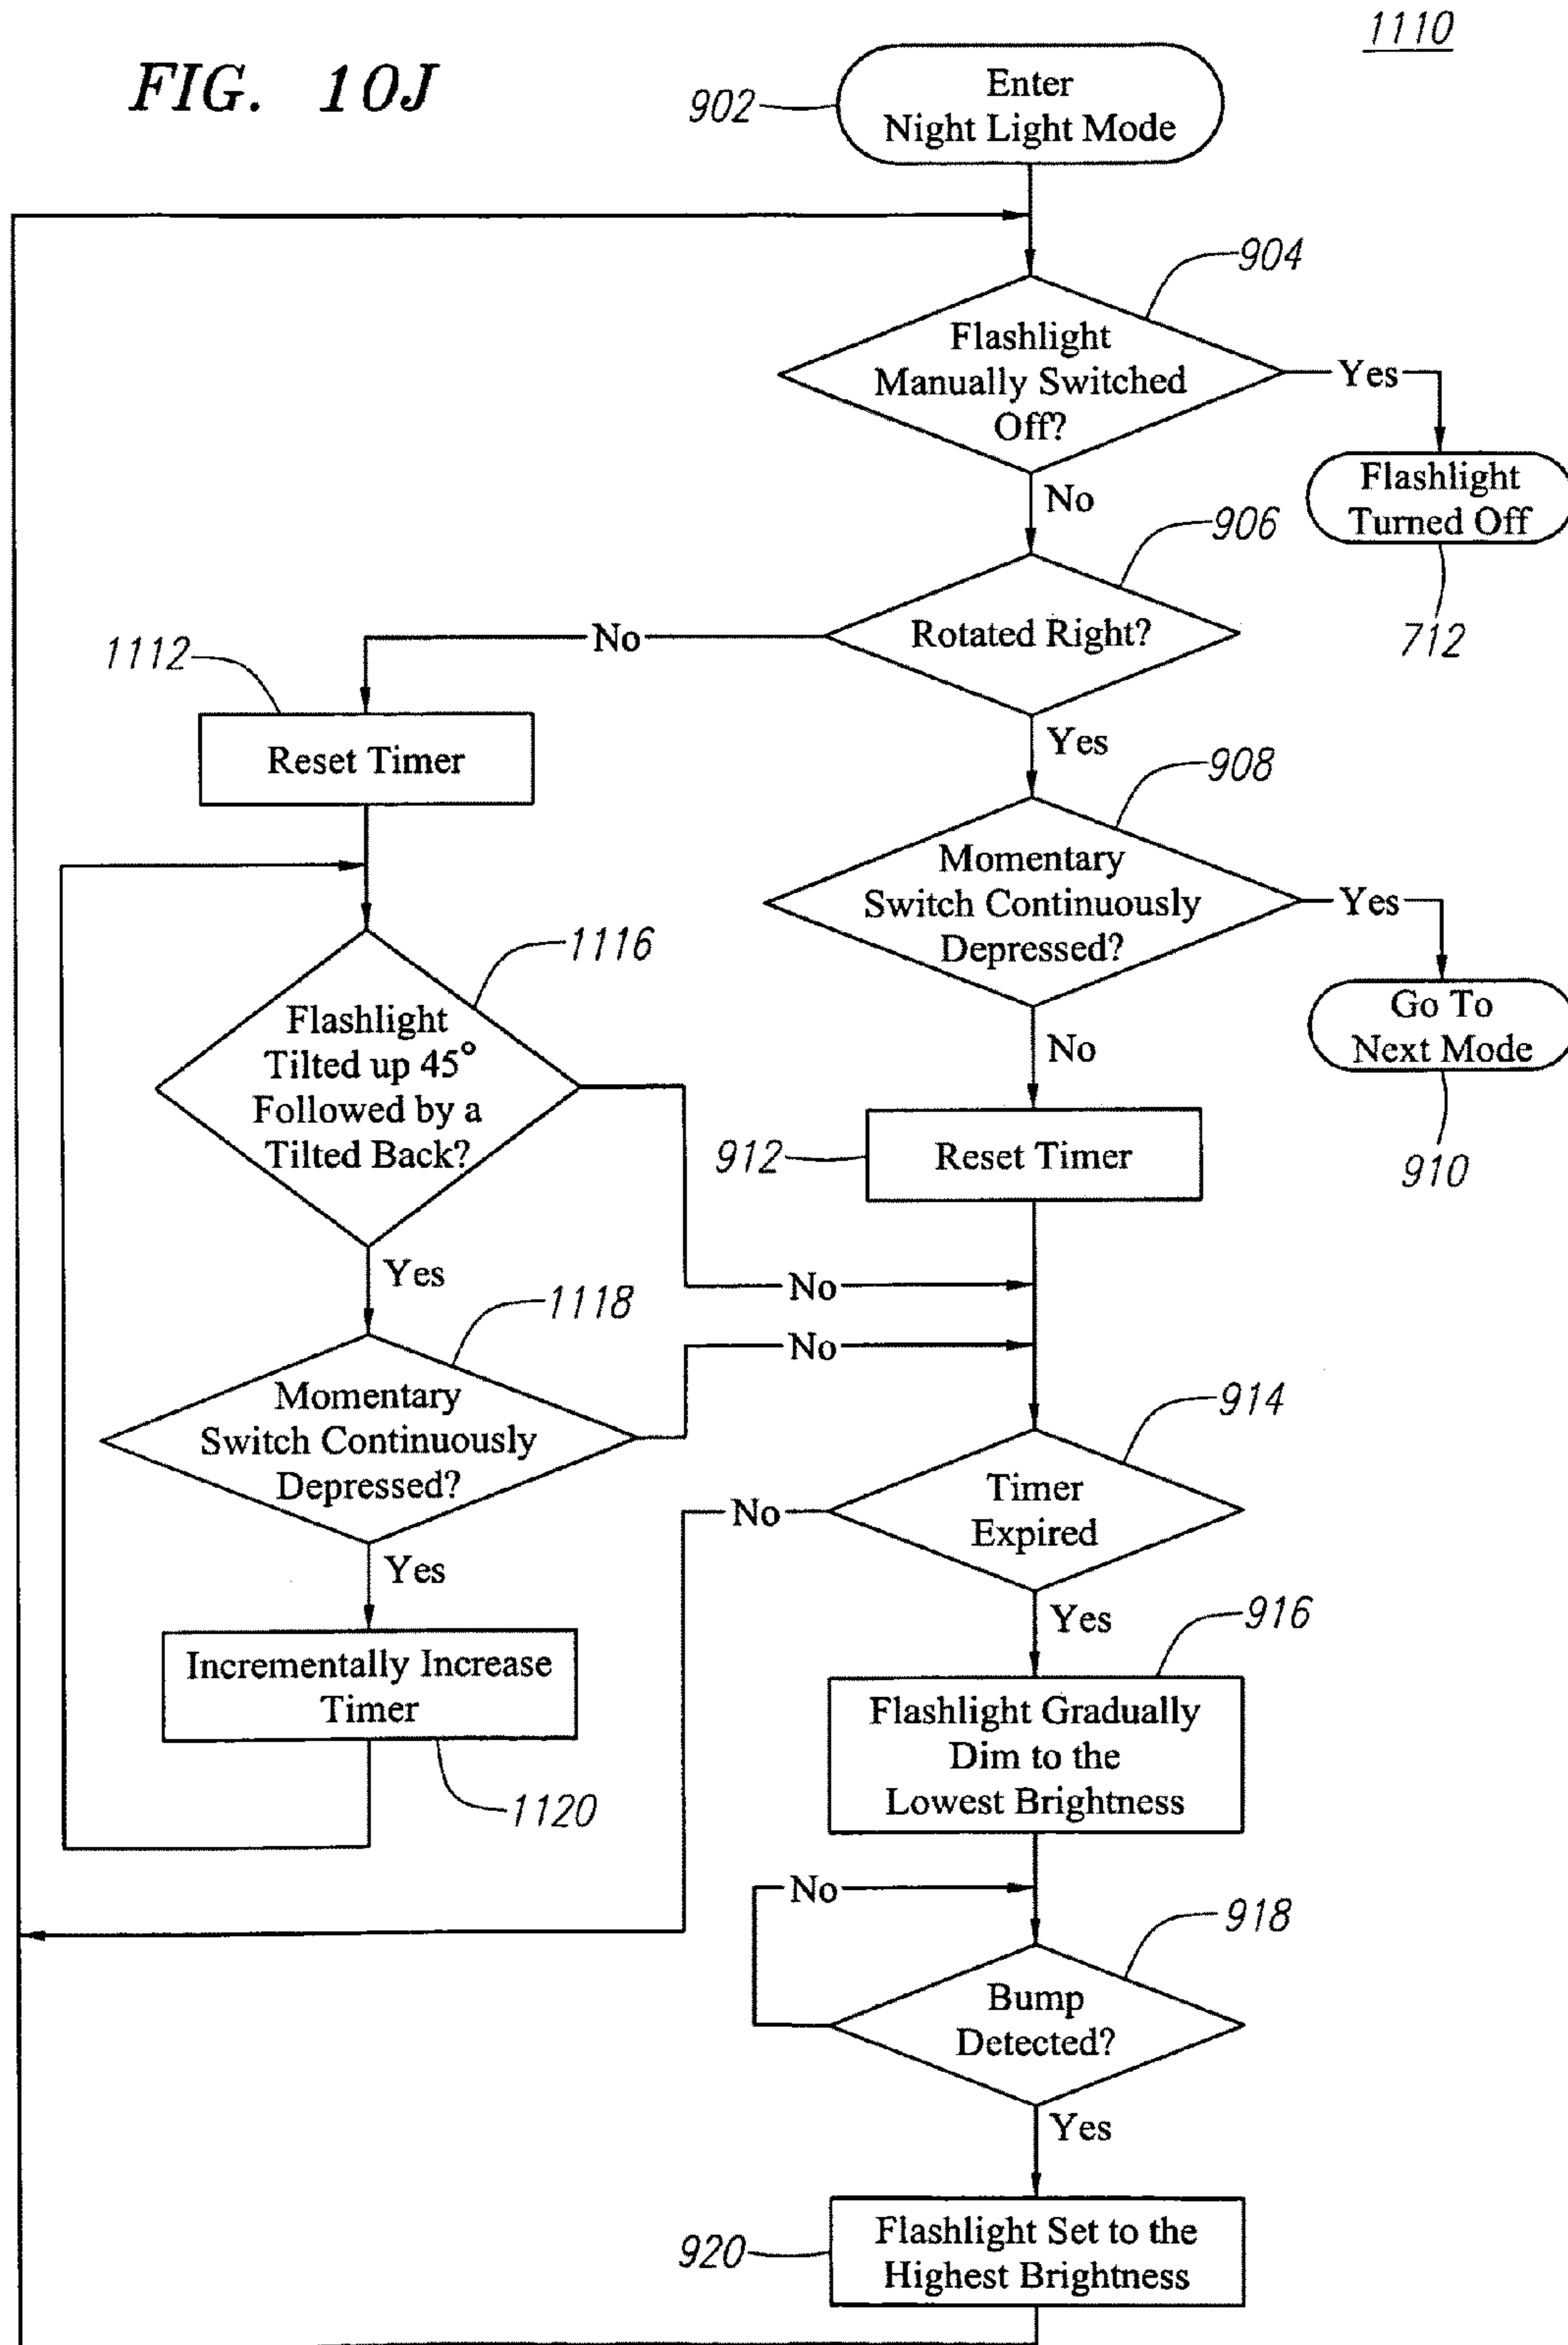 FIG. 10J
1110
902
Enter
Night Light Mode
904
Flashlight
Manually Switched
Off?
Yes
Flashlight
Turned Off
712
No
906
Rotated Right?
No
1112
Reset Timer
Yes
908
Momentary
Switch Continuously
Depressed?
Yes
Go To
Next Mode
910
No
912
Reset Timer
1116
Flashlight
Tilted up 45°
Followed by a
Tilted Back?
No
Yes
1118
Momentary
Switch Continuously
Depressed?
No
Yes
Incrementally Increase
Timer
1120
914
Timer
Expired
No
Yes
916
Flashlight Gradually
Dim to the
Lowest Brightness
No
918
Bump
Detected?
Yes
920
Flashlight Set to the
Highest Brightness